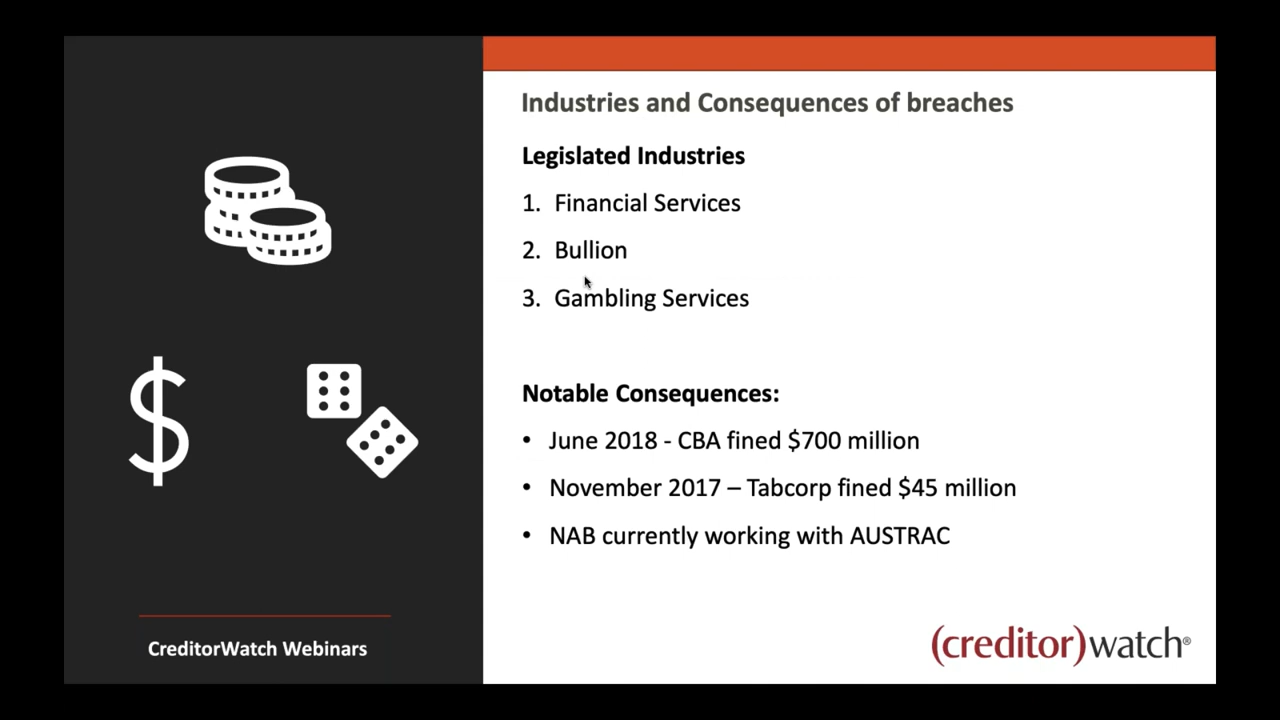 Industries and Consequences of breaches
Legislated Industries
1. Financial Services
2. Bullion
3. Gambling Services
Notable Consequences:
• June 2018 - CBA fined $700 million
• November 2017 – Tabcorp fined $45 million
• NAB currently working with AUSTRAC
$
CreditorWatch Webinars
(creditor)watch®